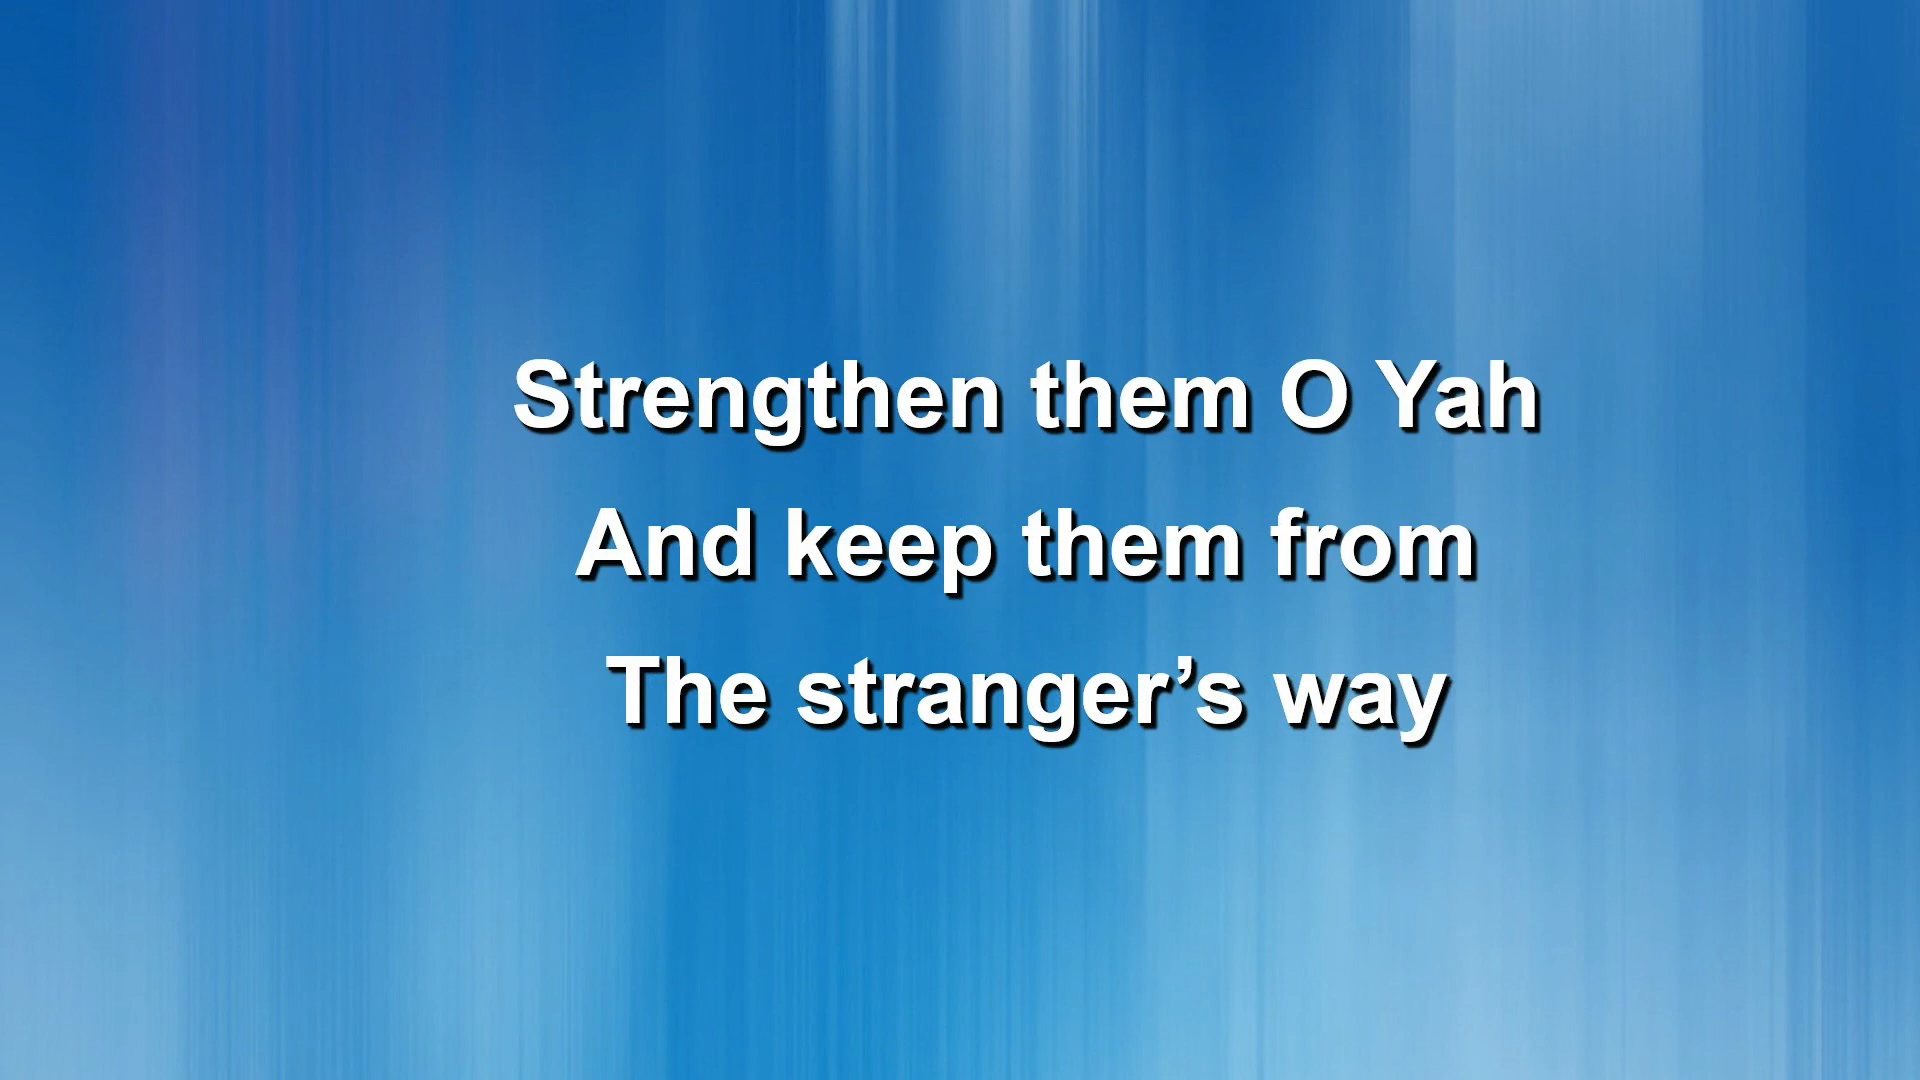 Strengthen them O Yah
And keep them from
The stranger’s way